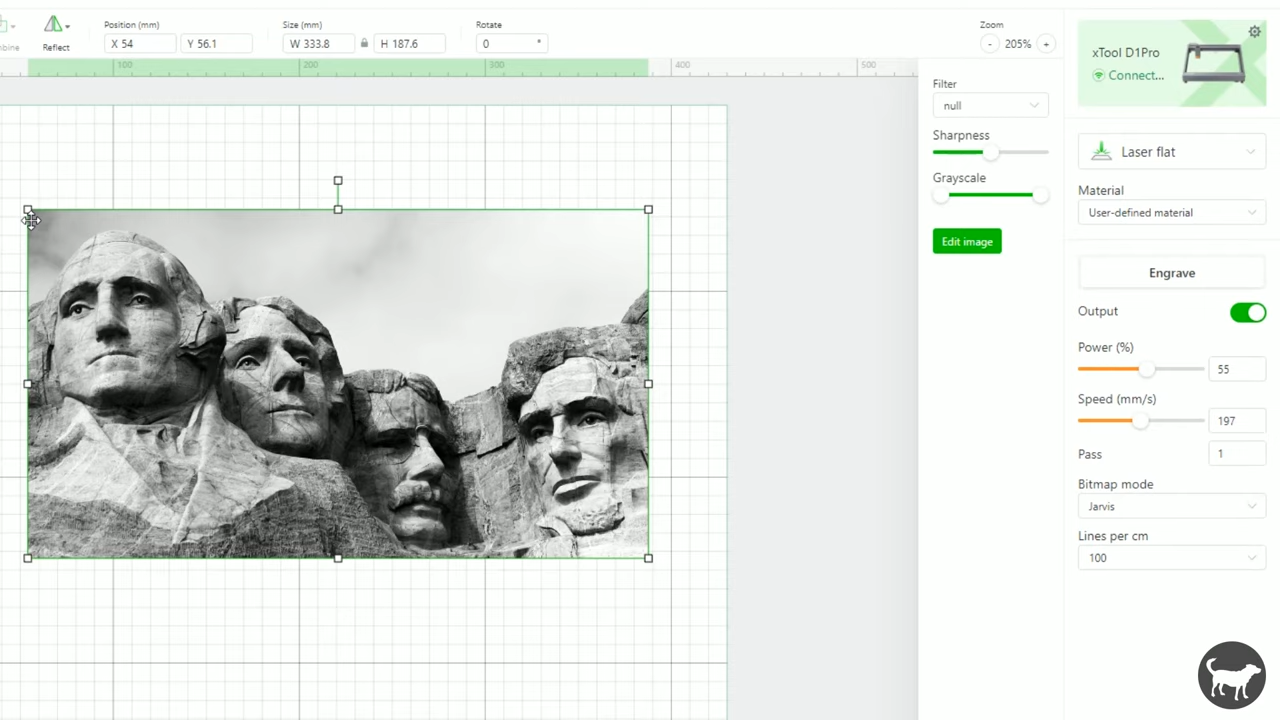 bine
Reflect
Position (mm)
X 54
Y 56.1
Size (mm)
W 333.8
H 187.6
Rotate
0 °
Zoom
- 205% +
100
200
300
400
500
Filter
null
Sharpness
Grayscale
Edit image
xTool D1Pro
Connect...
Laser flat
Material
User-defined material
Engrave
Output
Power (%)
55
Speed (mm/s)
197
Pass
1
Bitmap mode
Jarvis
Lines per cm
100